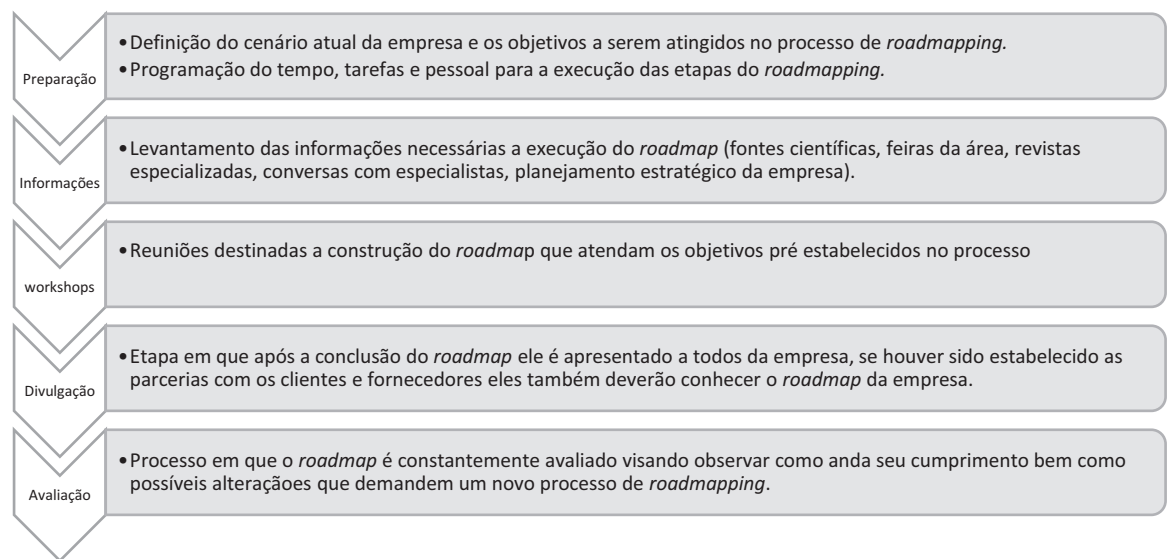 Preparação
•Definição do cenário atual da empresa e os objetivos a serem atingidos no processo de roadmapping.
•Programação do tempo, tarefas e pessoal para a execução das etapas do roadmapping.
Informações
•Levantamento das informações necessárias a execução do roadmap (fontes científicas, feiras da área, revistas
especializadas, conversas com especialistas, planejamento estratégico da empresa).
workshops
•Reuniões destinadas a construção do roadmap que atendam os objetivos pré estabelecidos no processo
Divulgação
•Etapa em que após a conclusão do roadmap ele é apresentado a todos da empresa, se houver sido estabelecido as
parcerias com os clientes e fornecedores eles também deverão conhecer o roadmap da empresa.
Avaliação
•Processo em que o roadmap é constantemente avaliado visando observar como anda seu cumprimento bem como
possíveis alteraçãoes que demandem um novo processo de roadmapping.